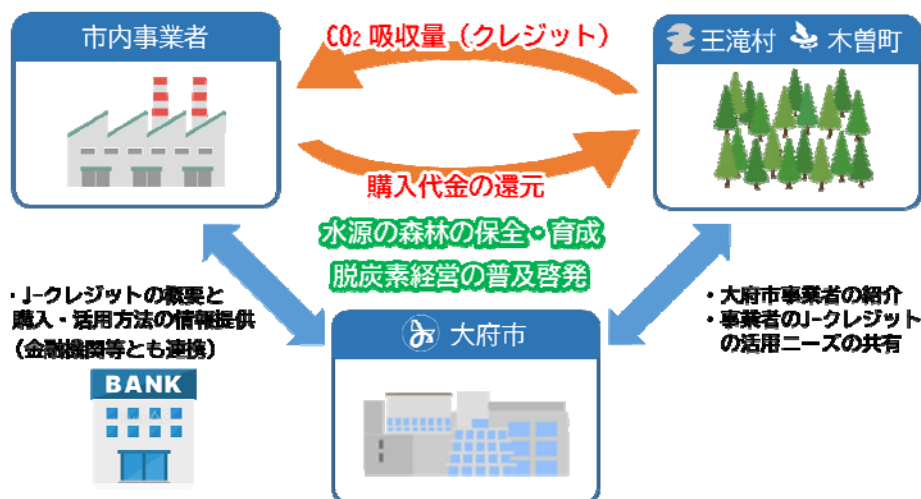 市内事業者
CO₂ 吸収量（クレジット）
王滝村 木曽町
購入代金の還元
水源の森林の保全・育成
脱炭素経営の普及啓発
・J-クレジットの概要と
購入・活用方法の情報提供
（金融機関等とも連携）
BANK
大府市
・大府市事業者の紹介
・事業者のJ-クレジット
の活用ニーズの共有